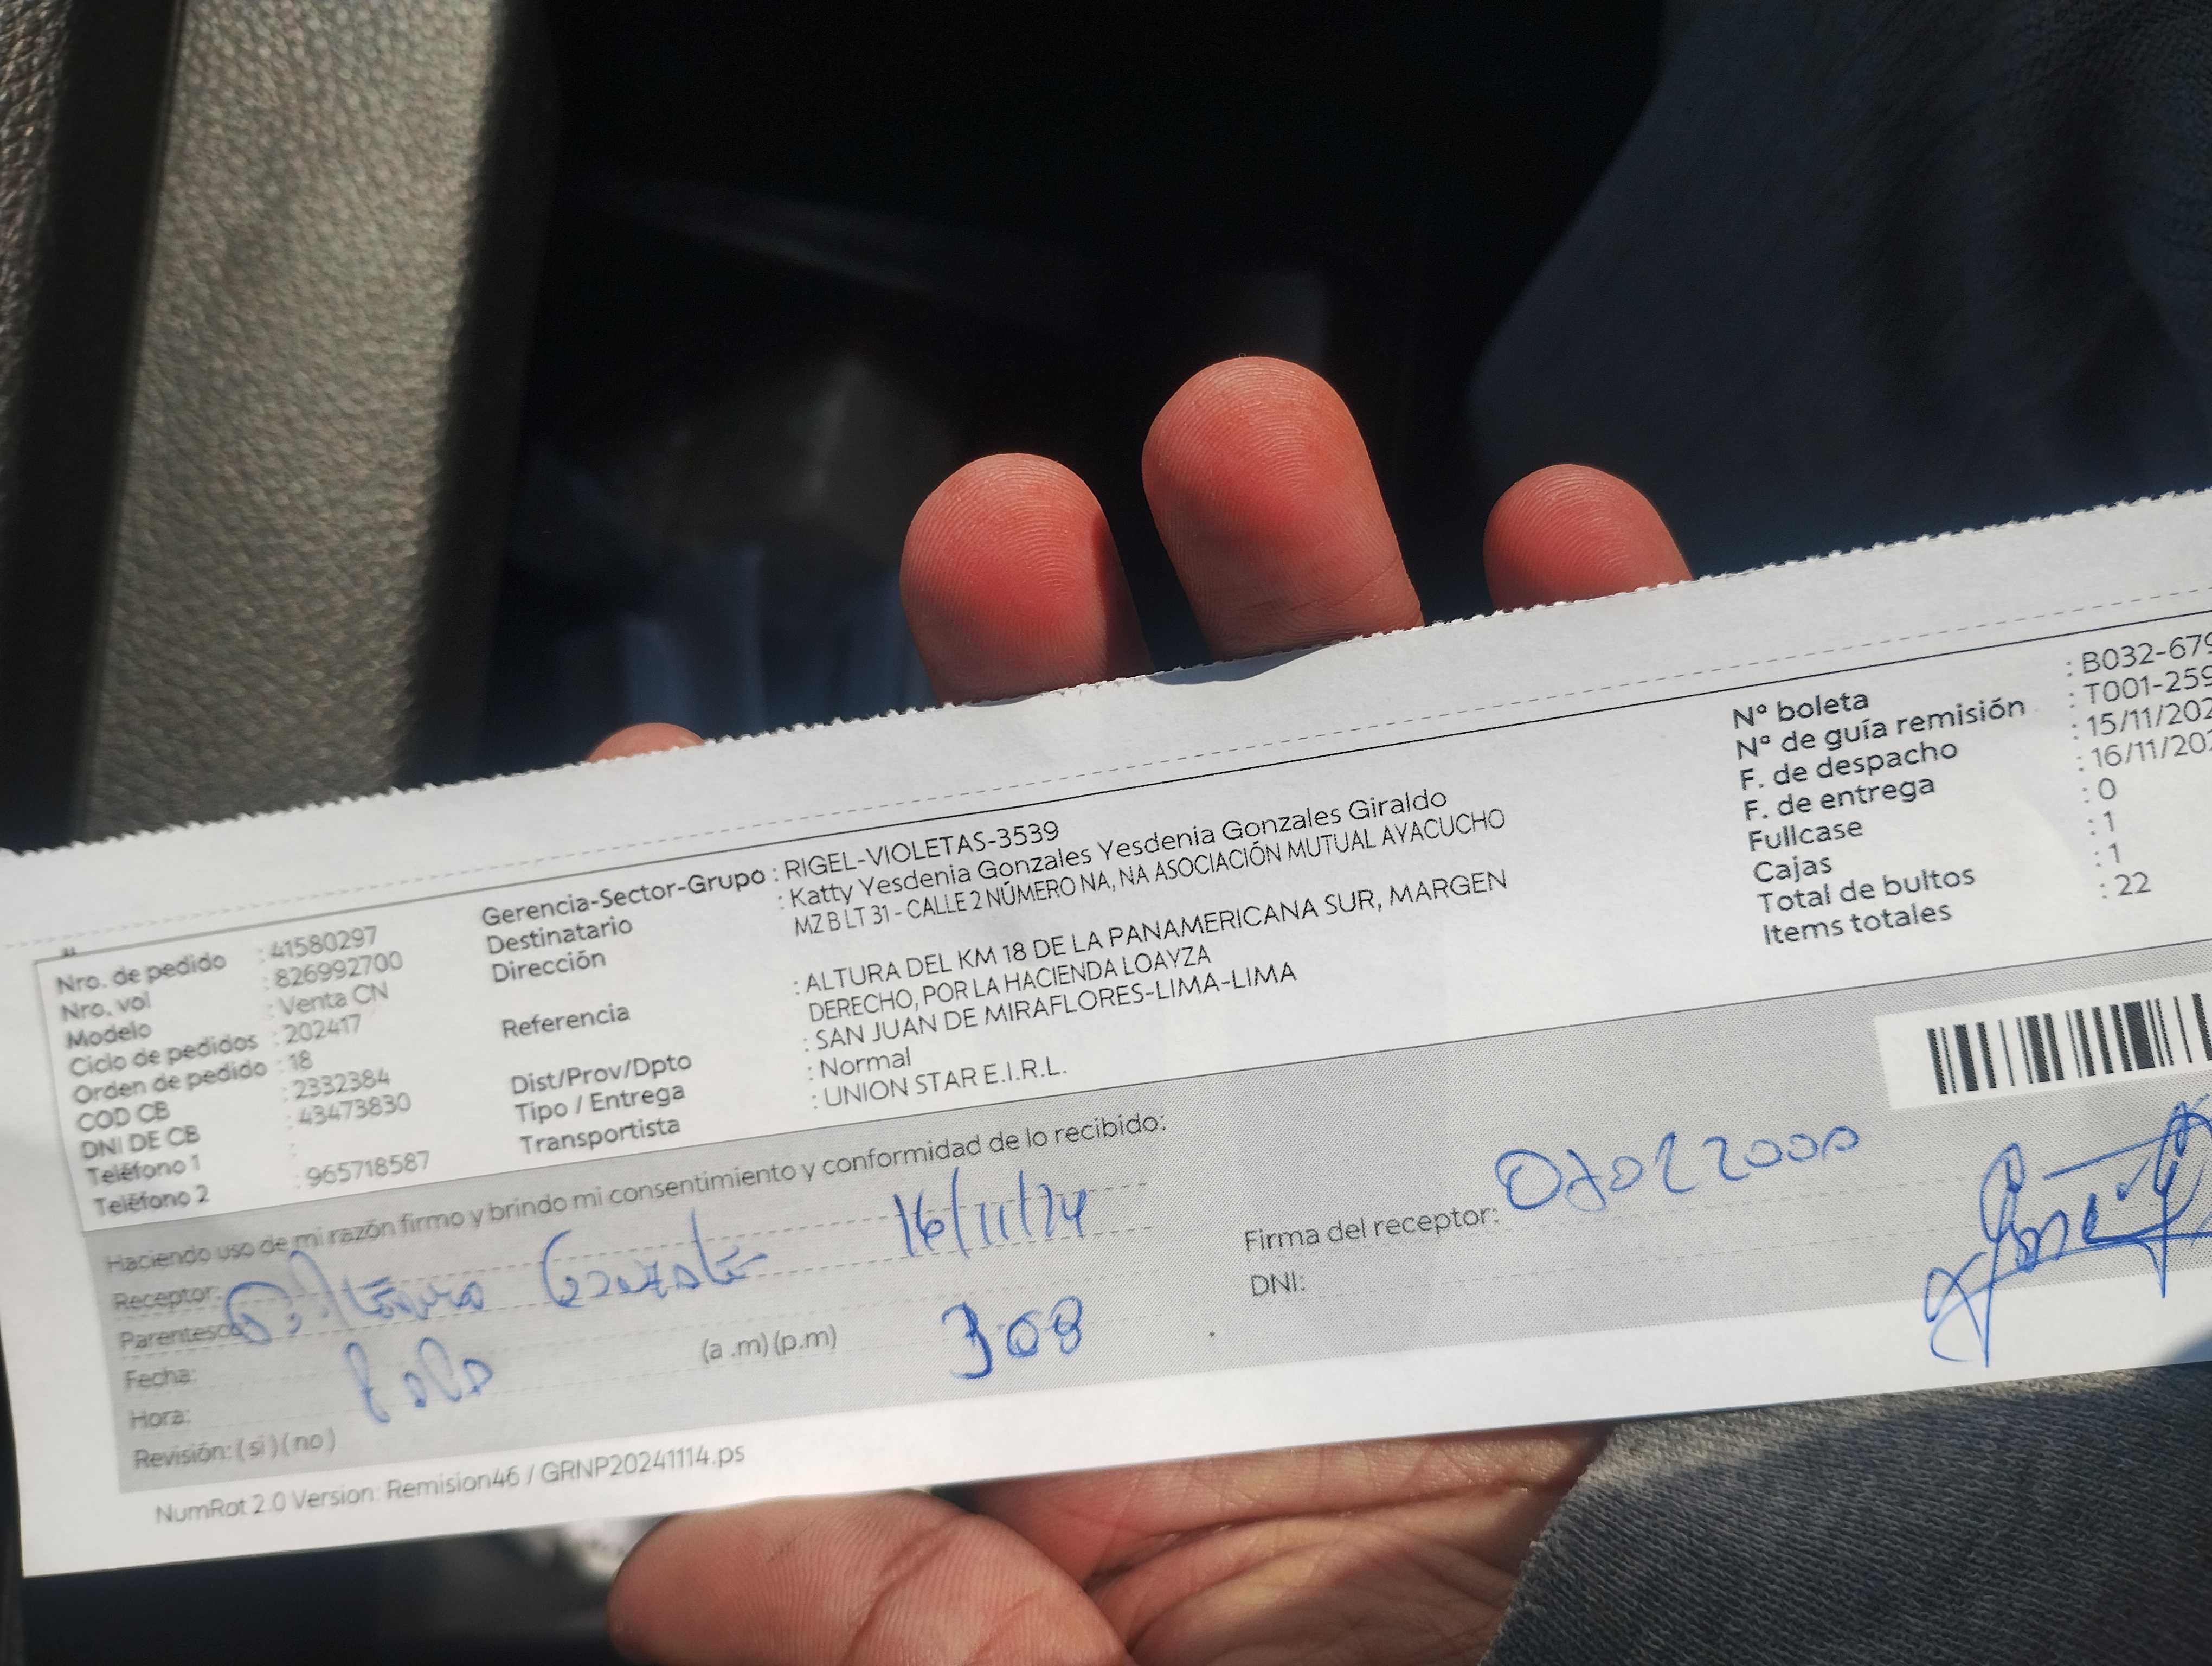 Nro. de pedido : 41580297
Nro. vol : 826992700
Modelo : Venta CN
Ciclo de pedidos : 202417
Orden de pedido : 18
COD CB : 2332384
DNI DE CB : 43473830
Teléfono 1 :
Teléfono 2 : 965718587
Gerencia-Sector-Grupo : RIGEL-VIOLETAS-3539
Destinatario : Katty Yesdenia Gonzales Yesdenia Gonzales Giraldo
Dirección MZ B LT 31 - CALLE 2 NÚMERO NA, NA ASOCIACIÓN MUTUAL AYACUCHO
Referencia : ALTURA DEL KM 18 DE LA PANAMERICANA SUR, MARGEN
DERECHO, POR LA HACIENDA LOAYZA
Dist/Prov/Dpto : SAN JUAN DE MIRAFLORES-LIMA-LIMA
Tipo / Entrega : Normal
Transportista : UNION STAR E.I.R.L.
N° boleta : B032-679
N° de guía remisión : T001-259
F. de despacho : 15/11/202
F. de entrega : 16/11/202
Fullcase : 0
Cajas : 1
Total de bultos : 1
Items totales : 22
Haciendo uso de mi razón firmo y brindo mi consentimiento y conformidad de lo recibido:
Receptor:
Parentesco:
Fecha: 16/11/24
Hora: (a .m) (p.m) 308
Revisión: ( si ) ( no )
Firma del receptor:
DNI:
NumRot 2.0 Version: Remision46 / GRNP20241114.ps